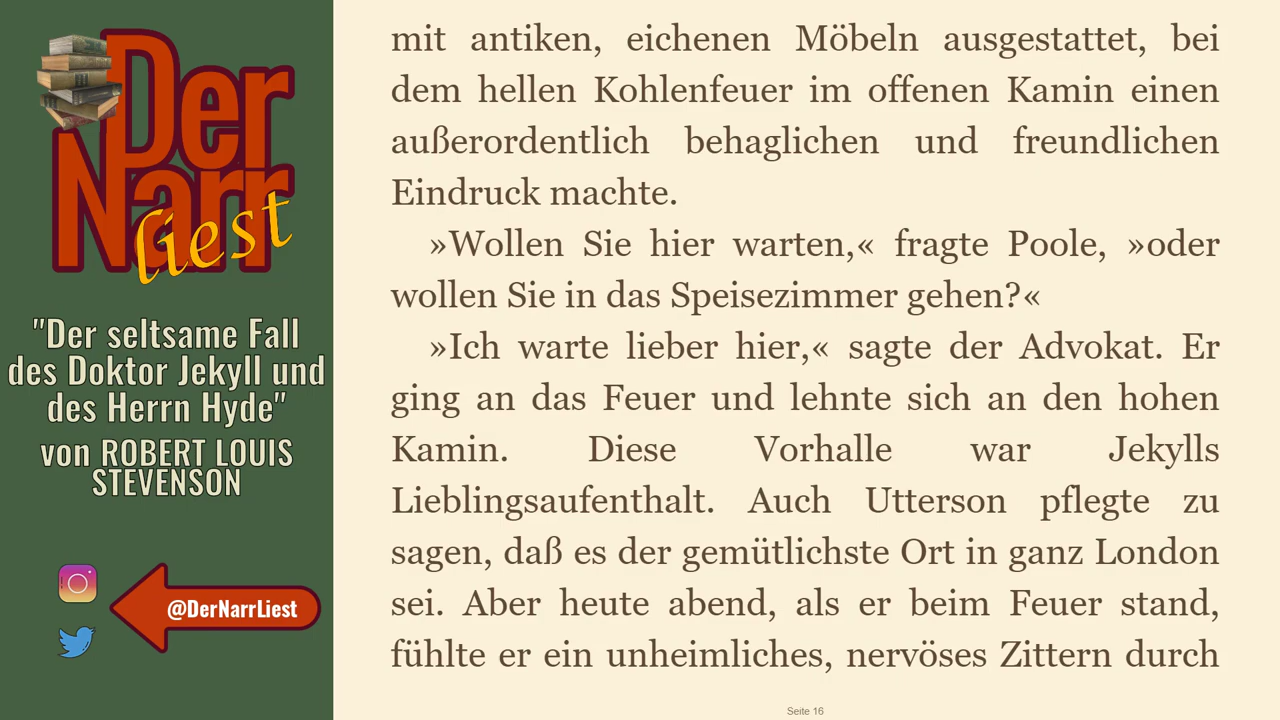 Der
Narr
liest
"Der seltsame Fall
des Doktor Jekyll und
des Herrn Hyde"
von ROBERT LOUIS
STEVENSON
@DerNarrLiest
mit antiken, eichenen Möbeln ausgestattet, bei
dem hellen Kohlenfeuer im offenen Kamin einen
außerordentlich behaglichen und freundlichen
Eindruck machte.
»Wollen Sie hier warten,« fragte Poole, »oder
wollen Sie in das Speisezimmer gehen?«
»Ich warte lieber hier,« sagte der Advokat. Er
ging an das Feuer und lehnte sich an den hohen
Kamin. Diese Vorhalle war Jekylls
Lieblingsaufenthalt. Auch Utterson pflegte zu
sagen, daß es der gemütlichste Ort in ganz London
sei. Aber heute abend, als er beim Feuer stand,
fühlte er ein unheimliches, nervöses Zittern durch
Seite 16